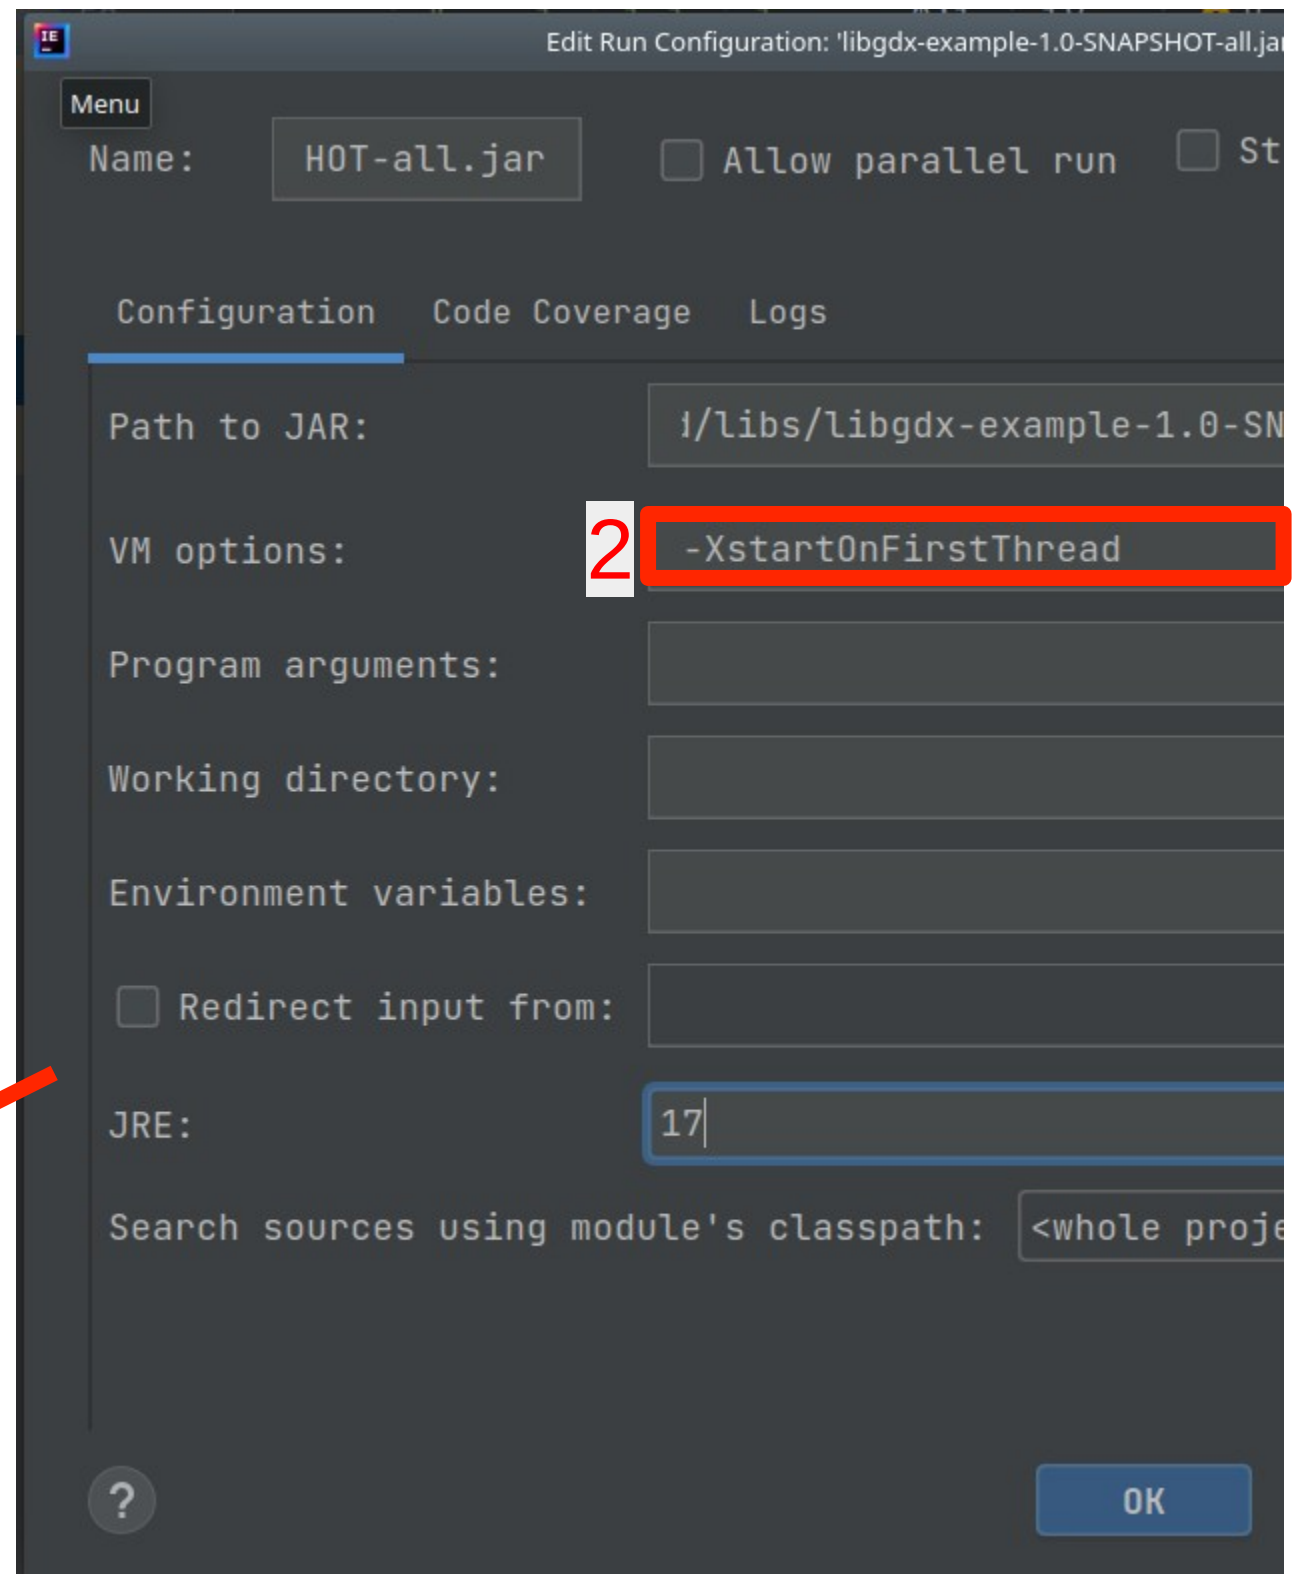 IE
Edit Run Configuration: 'libgdx-example-1.0-SNAPSHOT-all.jar
Menu
Name: HOT-all.jar Allow parallel run St
Configuration Code Coverage Logs
Path to JAR: d/libs/libgdx-example-1.0-SN
VM options: 2 -XstartOnFirstThread
Program arguments:
Working directory:
Environment variables:
Redirect input from:
JRE: 17
Search sources using module's classpath: <whole proje
? OK